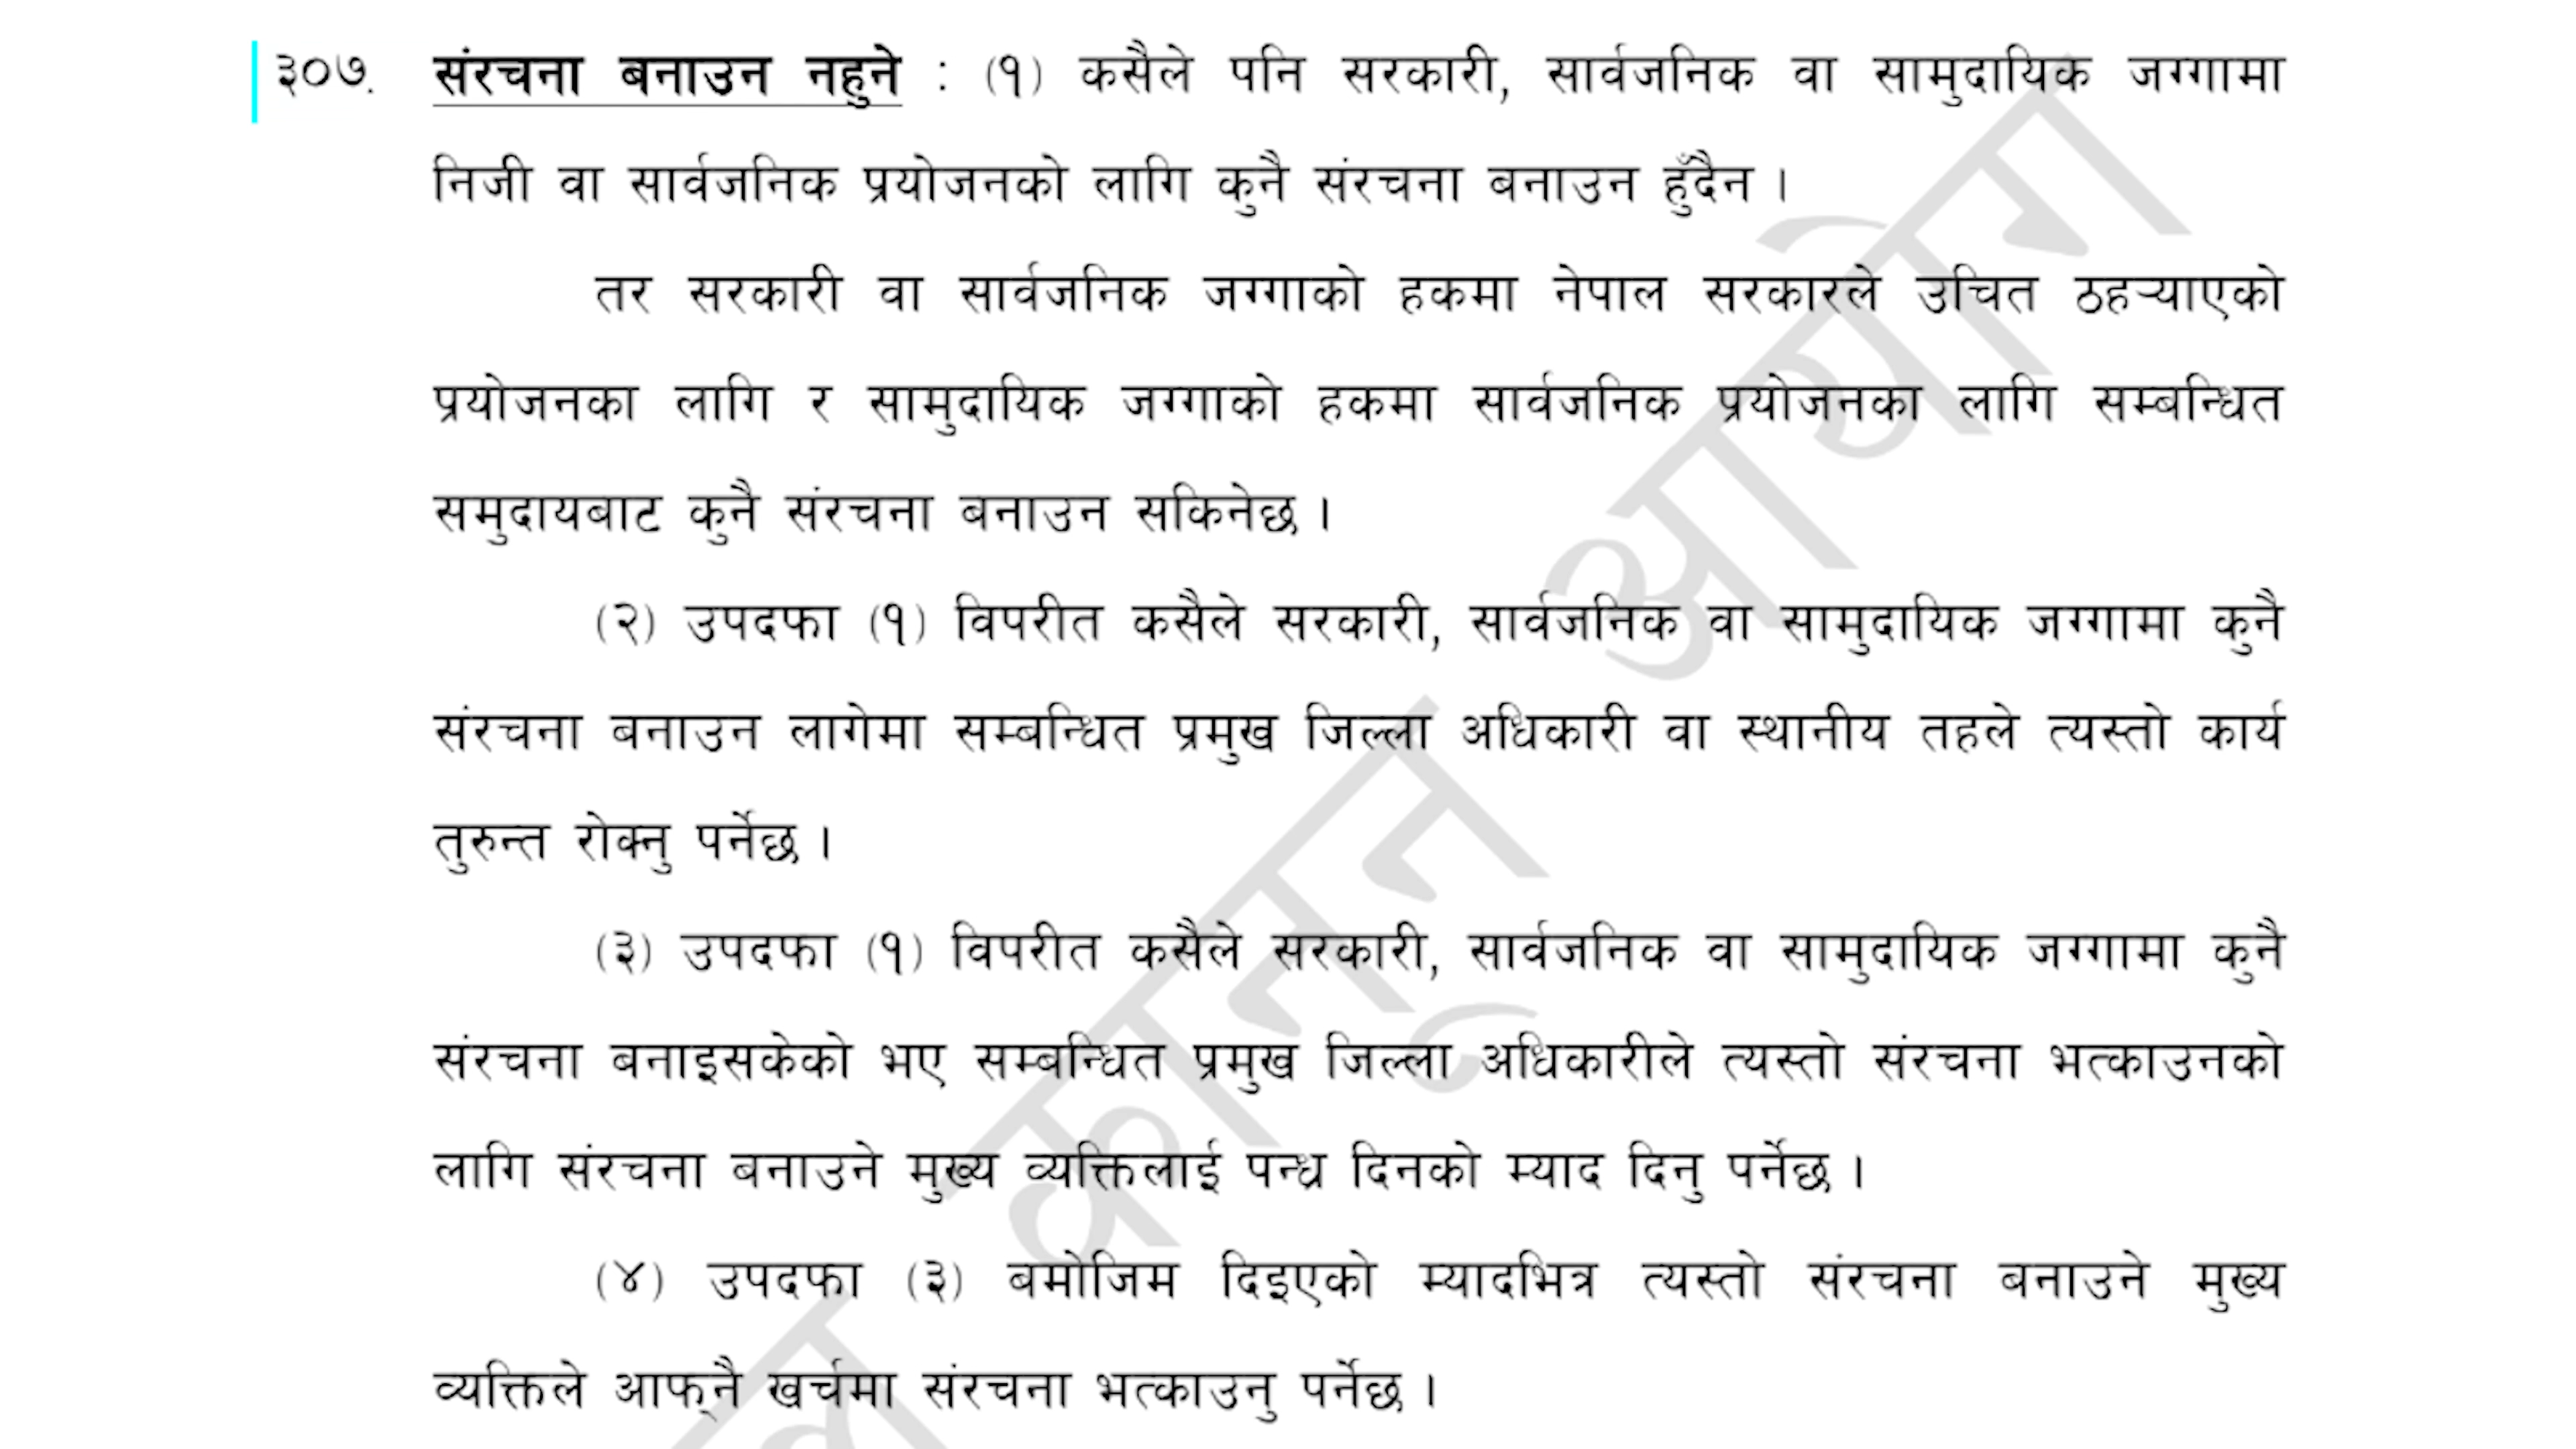 ३०७. संरचना बनाउन नहुने : (१) कसैले पनि सरकारी, सार्वजनिक वा सामुदायिक जग्गामा
निजी वा सार्वजनिक प्रयोजनको लागि कुनै संरचना बनाउन हुँदैन ।
तर सरकारी वा सार्वजनिक जग्गाको हकमा नेपाल सरकारले उचित ठहऱ्याएको
प्रयोजनका लागि र सामुदायिक जग्गाको हकमा सार्वजनिक प्रयोजनका लागि सम्बन्धित
समुदायबाट कुनै संरचना बनाउन सकिनेछ ।
(२) उपदफा (१) विपरीत कसैले सरकारी, सार्वजनिक वा सामुदायिक जग्गामा कुनै
संरचना बनाउन लागेमा सम्बन्धित प्रमुख जिल्ला अधिकारी वा स्थानीय तहले त्यस्तो कार्य
तुरुन्त रोक्नु पर्नेछ ।
(३) उपदफा (१) विपरीत कसैले सरकारी, सार्वजनिक वा सामुदायिक जग्गामा कुनै
संरचना बनाइसकेको भए सम्बन्धित प्रमुख जिल्ला अधिकारीले त्यस्तो संरचना भत्काउनको
लागि संरचना बनाउने मुख्य व्यक्तिलाई पन्ध्र दिनको म्याद दिनु पर्नेछ ।
(४) उपदफा (३) बमोजिम दिइएको म्यादभित्र त्यस्तो संरचना बनाउने मुख्य
व्यक्तिले आफ्‌नै खर्चमा संरचना भत्काउनु पर्नेछ ।
कानून आयोग